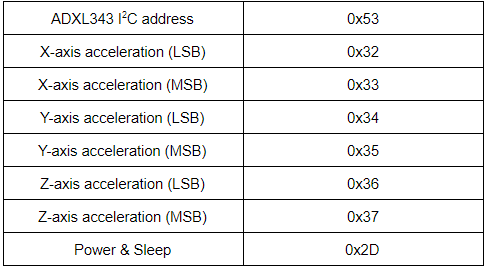 ADXL343 I²C address 0x53
X-axis acceleration (LSB) 0x32
X-axis acceleration (MSB) 0x33
Y-axis acceleration (LSB) 0x34
Y-axis acceleration (MSB) 0x35
Z-axis acceleration (LSB) 0x36
Z-axis acceleration (MSB) 0x37
Power & Sleep 0x2D